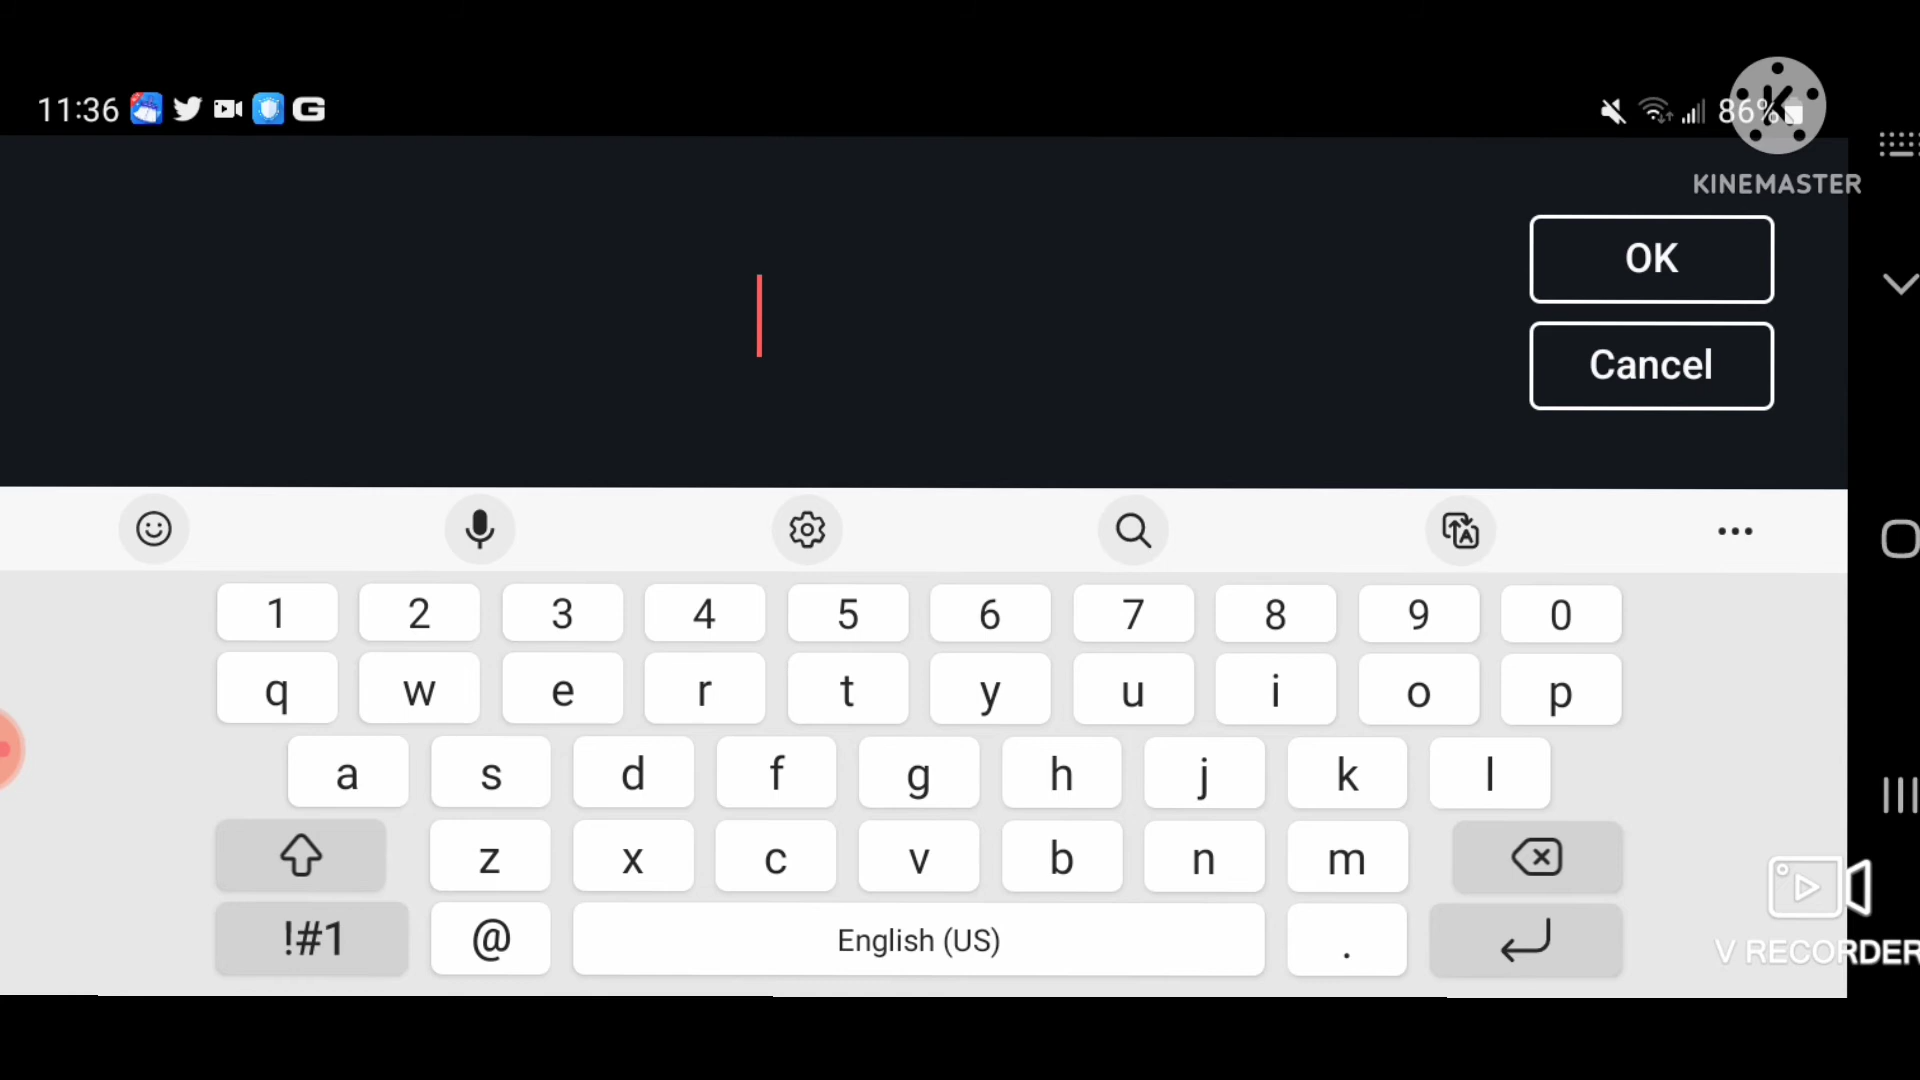 11:36 G 86%
KINEMASTER
OK
Cancel
1 2 3 4 5 6 7 8 9 0
q w e r t y u i o p
a s d f g h j k l
z x c v b n m
!#1 @ English (US) .
V RECORDER